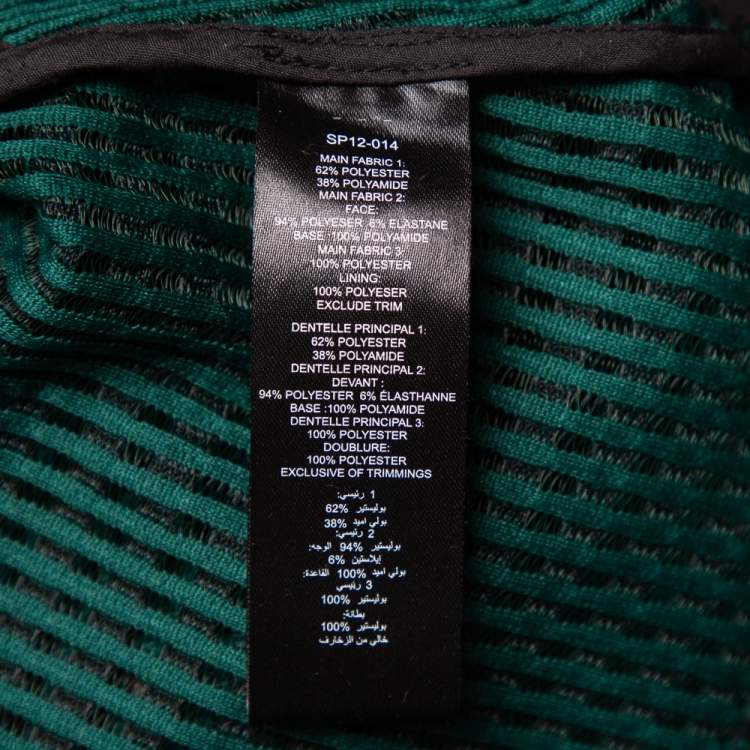 SP12-014
MAIN FABRIC 1:
62% POLYESTER
38% POLYAMIDE
MAIN FABRIC 2:
FACE:
94% POLYESER 6% ELASTANE
BASE :100% POLYAMIDE
MAIN FABRIC 3:
100% POLYESTER
LINING:
100% POLYESER
EXCLUDE TRIM
DENTELLE PRINCIPAL 1:
62% POLYESTER
38% POLYAMIDE
DENTELLE PRINCIPAL 2:
DEVANT :
94% POLYESTER 6% ÉLASTHANNE
BASE :100% POLYAMIDE
DENTELLE PRINCIPAL 3:
100% POLYESTER
DOUBLURE:
100% POLYESTER
EXCLUSIVE OF TRIMMINGS
1 رئيسي:
بوليستير %62
بولي اميد %38
2 رئيسي:
الوجه: %94 بوليستير
%6 إيلاستين
القاعدة: %100 بولي اميد
3 رئيسي
%100 بوليستير
بطانة:
%100 بوليستير
خالي من الزخارف